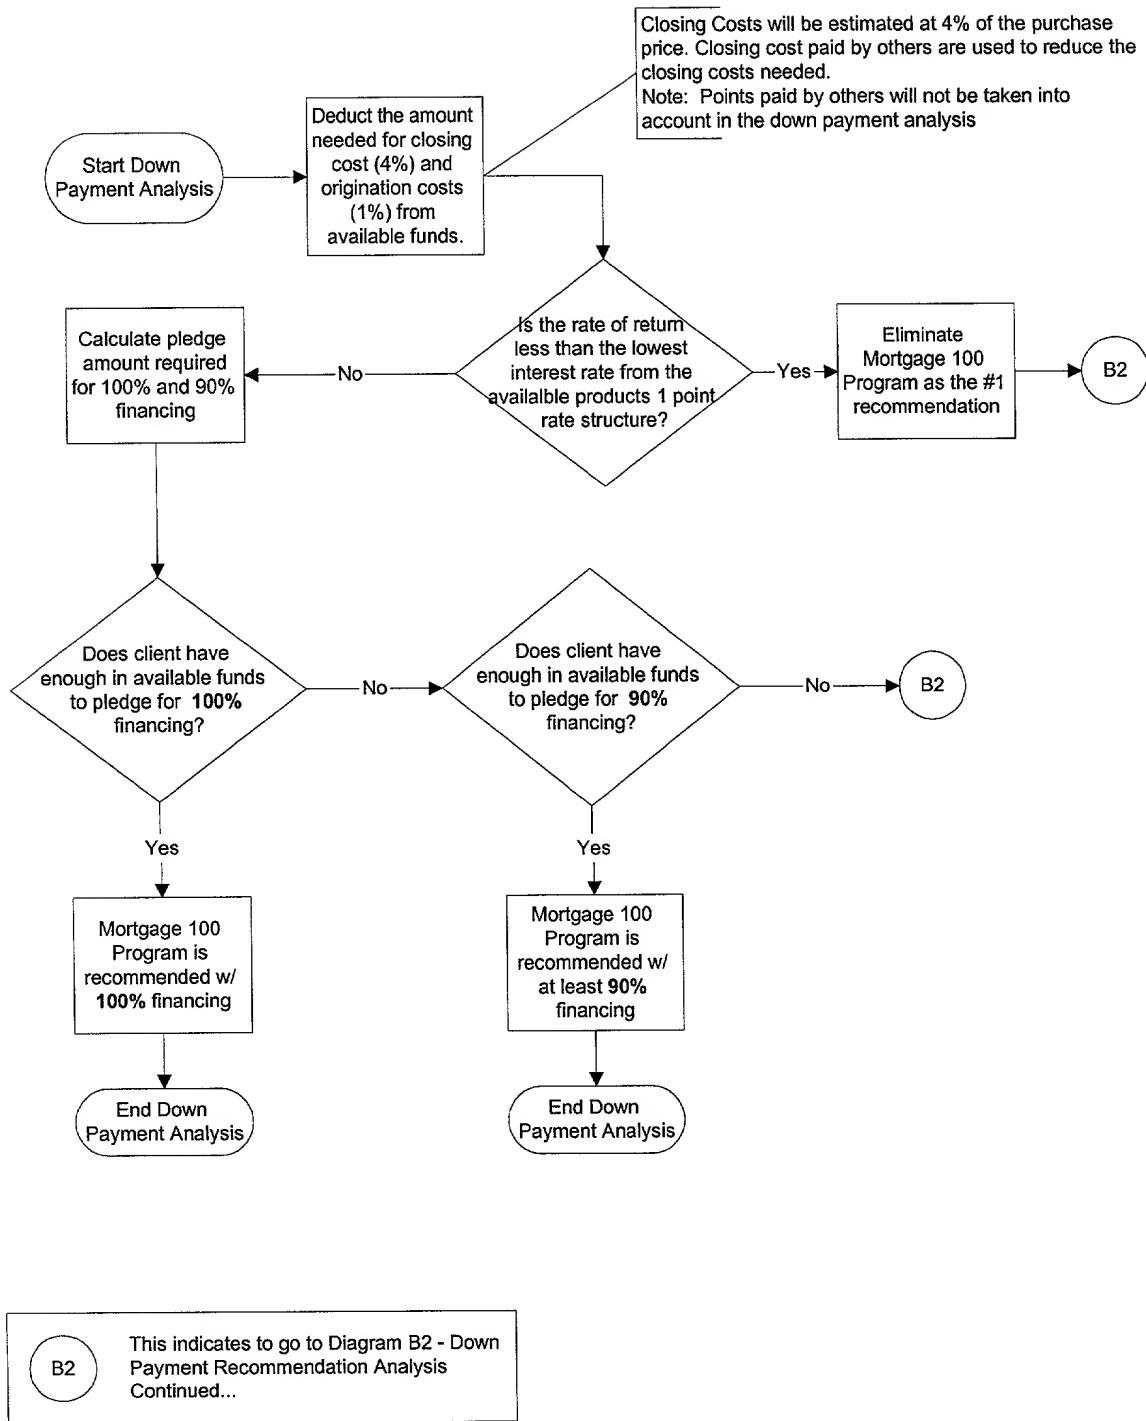 Closing Costs will be estimated at 4% of the purchase
price. Closing cost paid by others are used to reduce the
closing costs needed.
Note: Points paid by others will not be taken into
account in the down payment analysis
Start Down
Payment Analysis
Deduct the amount
needed for closing
cost (4%) and
origination costs
(1%) from
available funds.
Is the rate of return
less than the lowest
interest rate from the
availalble products 1 point
rate structure?
No
Calculate pledge
amount required
for 100% and 90%
financing
Yes
Eliminate
Mortgage 100
Program as the #1
recommendation
B2
Does client have
enough in available funds
to pledge for 100%
financing?
No
Does client have
enough in available funds
to pledge for 90%
financing?
No
B2
Yes
Yes
Mortgage 100
Program is
recommended w/
100% financing
Mortgage 100
Program is
recommended w/
at least 90%
financing
End Down
Payment Analysis
End Down
Payment Analysis
B2
This indicates to go to Diagram B2 - Down
Payment Recommendation Analysis
Continued...